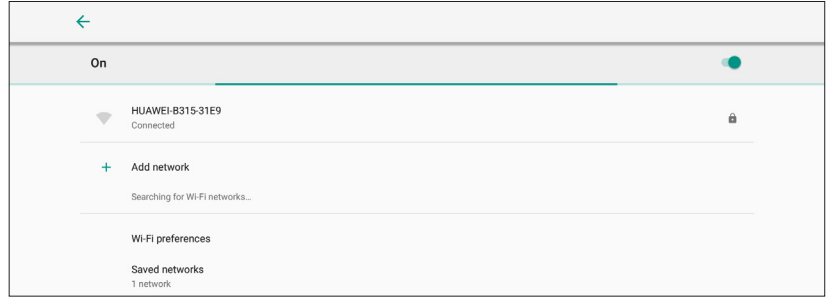 On
HUAWEI-B315-31E9
Connected
Add network
Searching for Wi-Fi networks...
Wi-Fi preferences
Saved networks
1 network